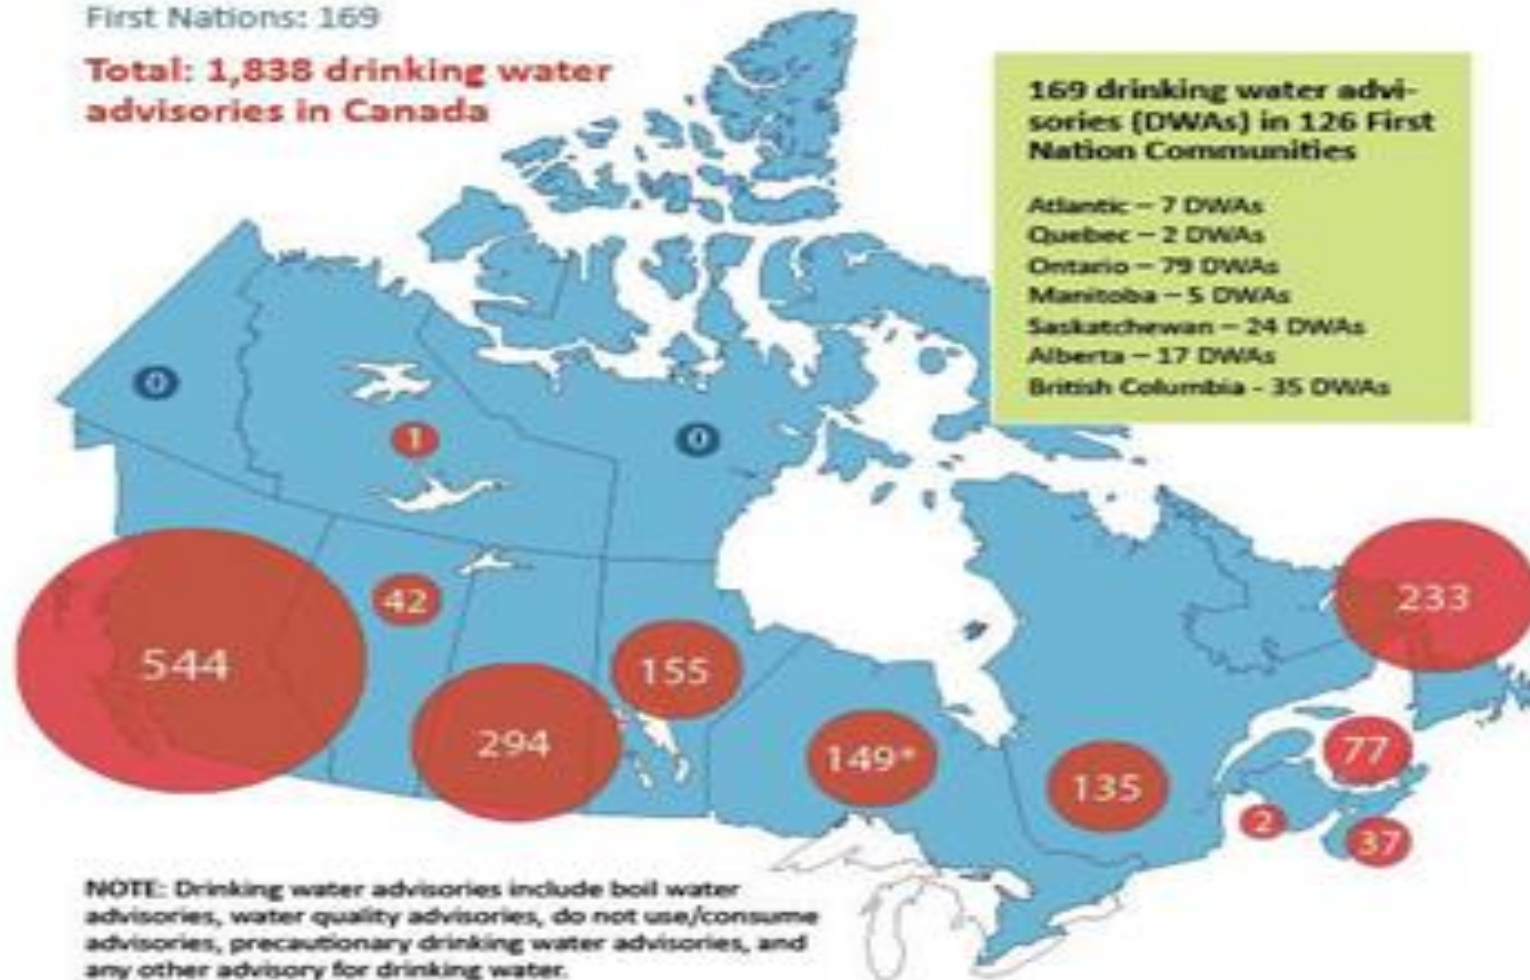 First Nations: 169
Total: 1,838 drinking water
advisories in Canada
169 drinking water advi-
sories (DWAs) in 126 First
Nation Communities
Atlantic – 7 DWAs
Quebec – 2 DWAs
Ontario – 79 DWAs
Manitoba – 5 DWAs
Saskatchewan – 24 DWAs
Alberta – 17 DWAs
British Columbia - 35 DWAs
0
1
0
544
42
294
155
149*
135
233
77
2
37
NOTE: Drinking water advisories include boil water
advisories, water quality advisories, do not use/consume
advisories, precautionary drinking water advisories, and
any other advisory for drinking water.